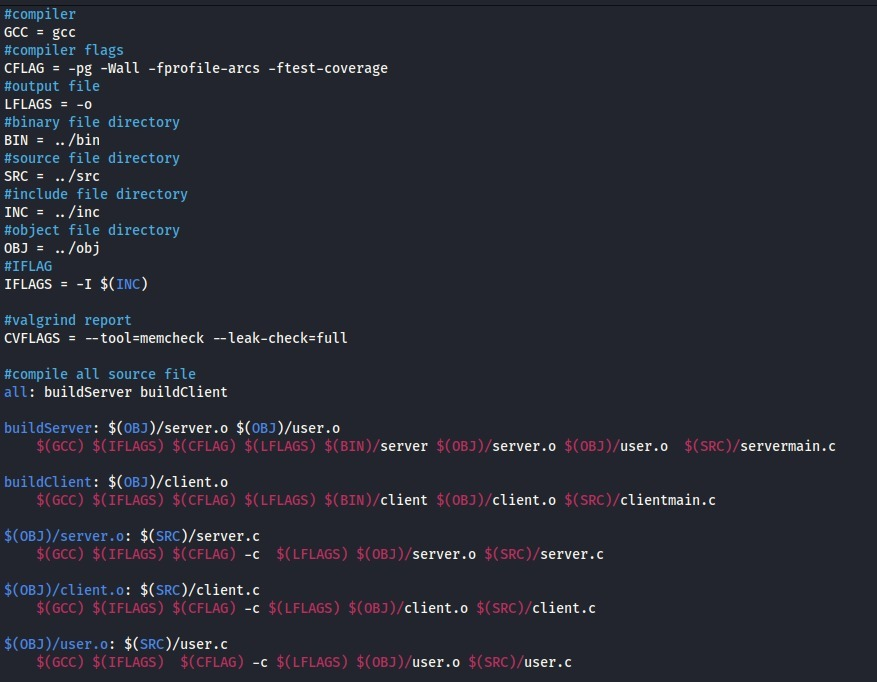 #compiler
GCC = gcc
#compiler flags
CFLAG = -pg -Wall -fprofile-arcs -ftest-coverage
#output file
LFLAGS = -o
#binary file directory
BIN = ../bin
#source file directory
SRC = ../src
#include file directory
INC = ../inc
#object file directory
OBJ = ../obj
#IFLAG
IFLAGS = -I $(INC)

#valgrind report
CVFLAGS = --tool=memcheck --leak-check=full

#compile all source file
all: buildServer buildClient

buildServer: $(OBJ)/server.o $(OBJ)/user.o
    $(GCC) $(IFLAGS) $(CFLAG) $(LFLAGS) $(BIN)/server $(OBJ)/server.o $(OBJ)/user.o  $(SRC)/servermain.c

buildClient: $(OBJ)/client.o
    $(GCC) $(IFLAGS) $(CFLAG) $(LFLAGS) $(BIN)/client $(OBJ)/client.o $(SRC)/clientmain.c

$(OBJ)/server.o: $(SRC)/server.c
    $(GCC) $(IFLAGS) $(CFLAG) -c  $(LFLAGS) $(OBJ)/server.o $(SRC)/server.c

$(OBJ)/client.o: $(SRC)/client.c
    $(GCC) $(IFLAGS) $(CFLAG) -c $(LFLAGS) $(OBJ)/client.o $(SRC)/client.c

$(OBJ)/user.o: $(SRC)/user.c
    $(GCC) $(IFLAGS)  $(CFLAG) -c $(LFLAGS) $(OBJ)/user.o $(SRC)/user.c